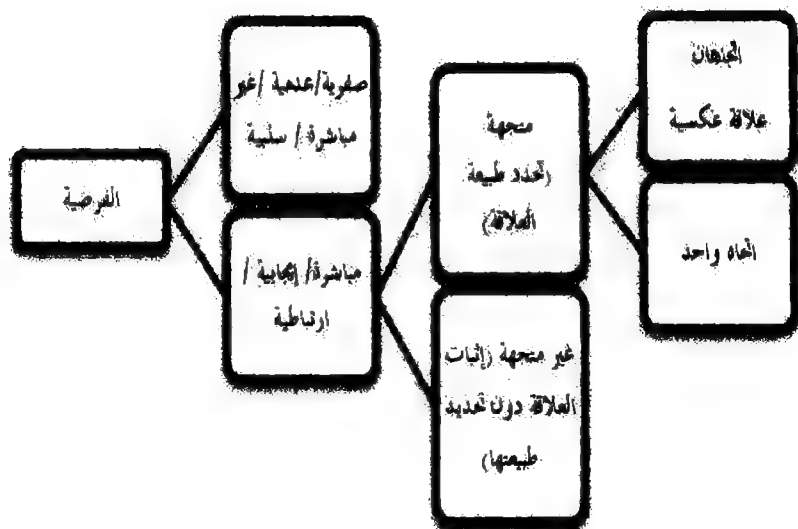 الفرضية
صفرية/عدمية /غير
مباشرة / سلبية
مباشرة/ إيجابية /
ارتباطية
متجهة
(تحدد طبيعة
العلاقة)
غير متجهة (إثبات
العلاقة دون تحديد
طبيعتها)
اتجاهان
علاقة عكسية
اتجاه واحد